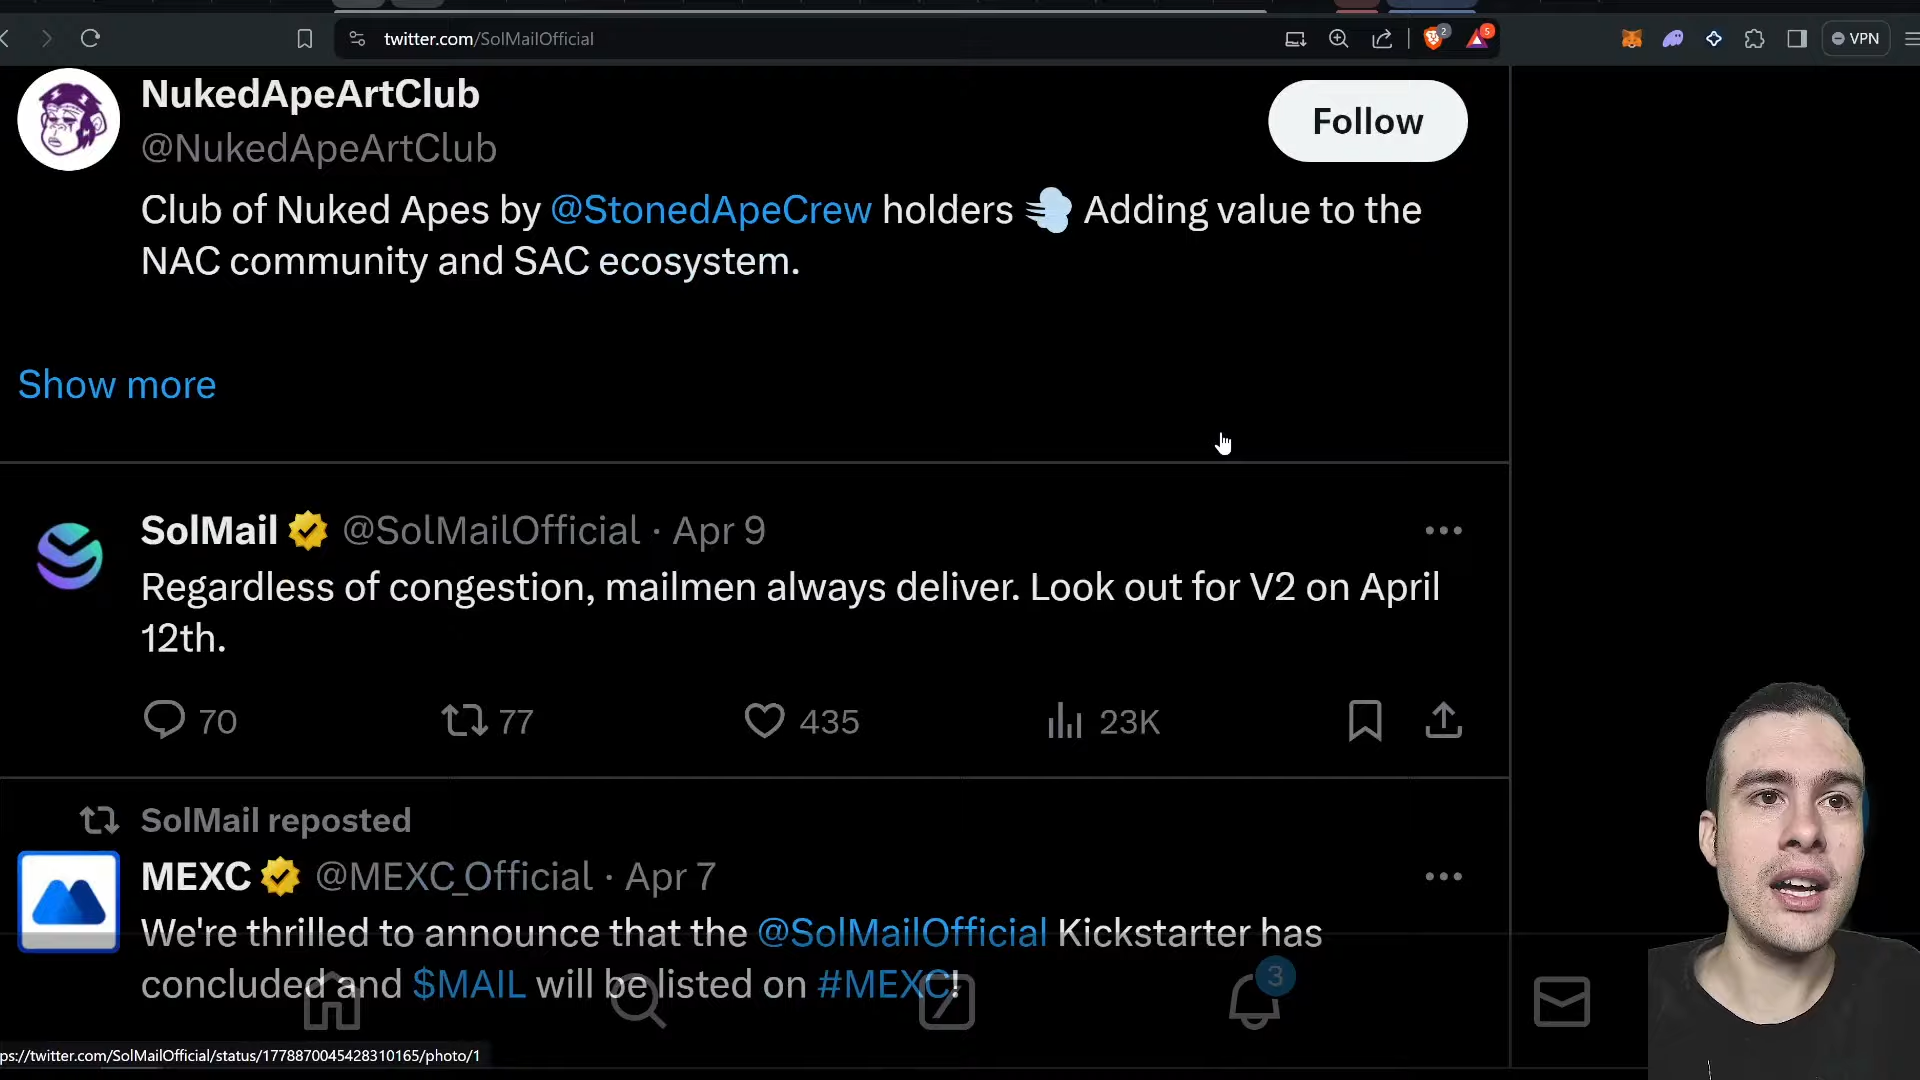 twitter.com/SolMailOfficial
2
5
VPN
NukedApeArtClub
@NukedApeArtClub
Follow
Club of Nuked Apes by @StonedApeCrew holders 💨 Adding value to the
NAC community and SAC ecosystem.
Show more
SolMail @SolMailOfficial · Apr 9
Regardless of congestion, mailmen always deliver. Look out for V2 on April
12th.
70 77 435 23K
SolMail reposted
MEXC @MEXC_Official · Apr 7
We're thrilled to announce that the @SolMailOfficial Kickstarter has
concluded and $MAIL will be listed on #MEXC!
3
ps://twitter.com/SolMailOfficial/status/1778870045428310165/photo/1